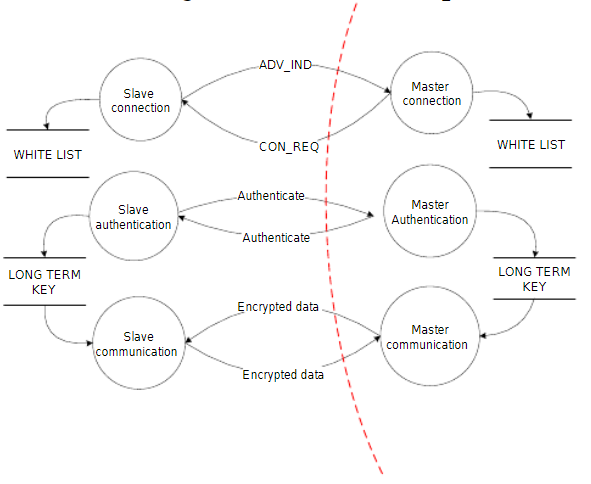 ADV_IND
Slave
connection
Master
connection
WHITE LIST
CON_REQ
WHITE LIST
Authenticate
Slave
authentication
Master
Authentication
Authenticate
LONG TERM
KEY
LONG TERM
KEY
Encrypted data
Slave
communication
Master
communication
Encrypted data